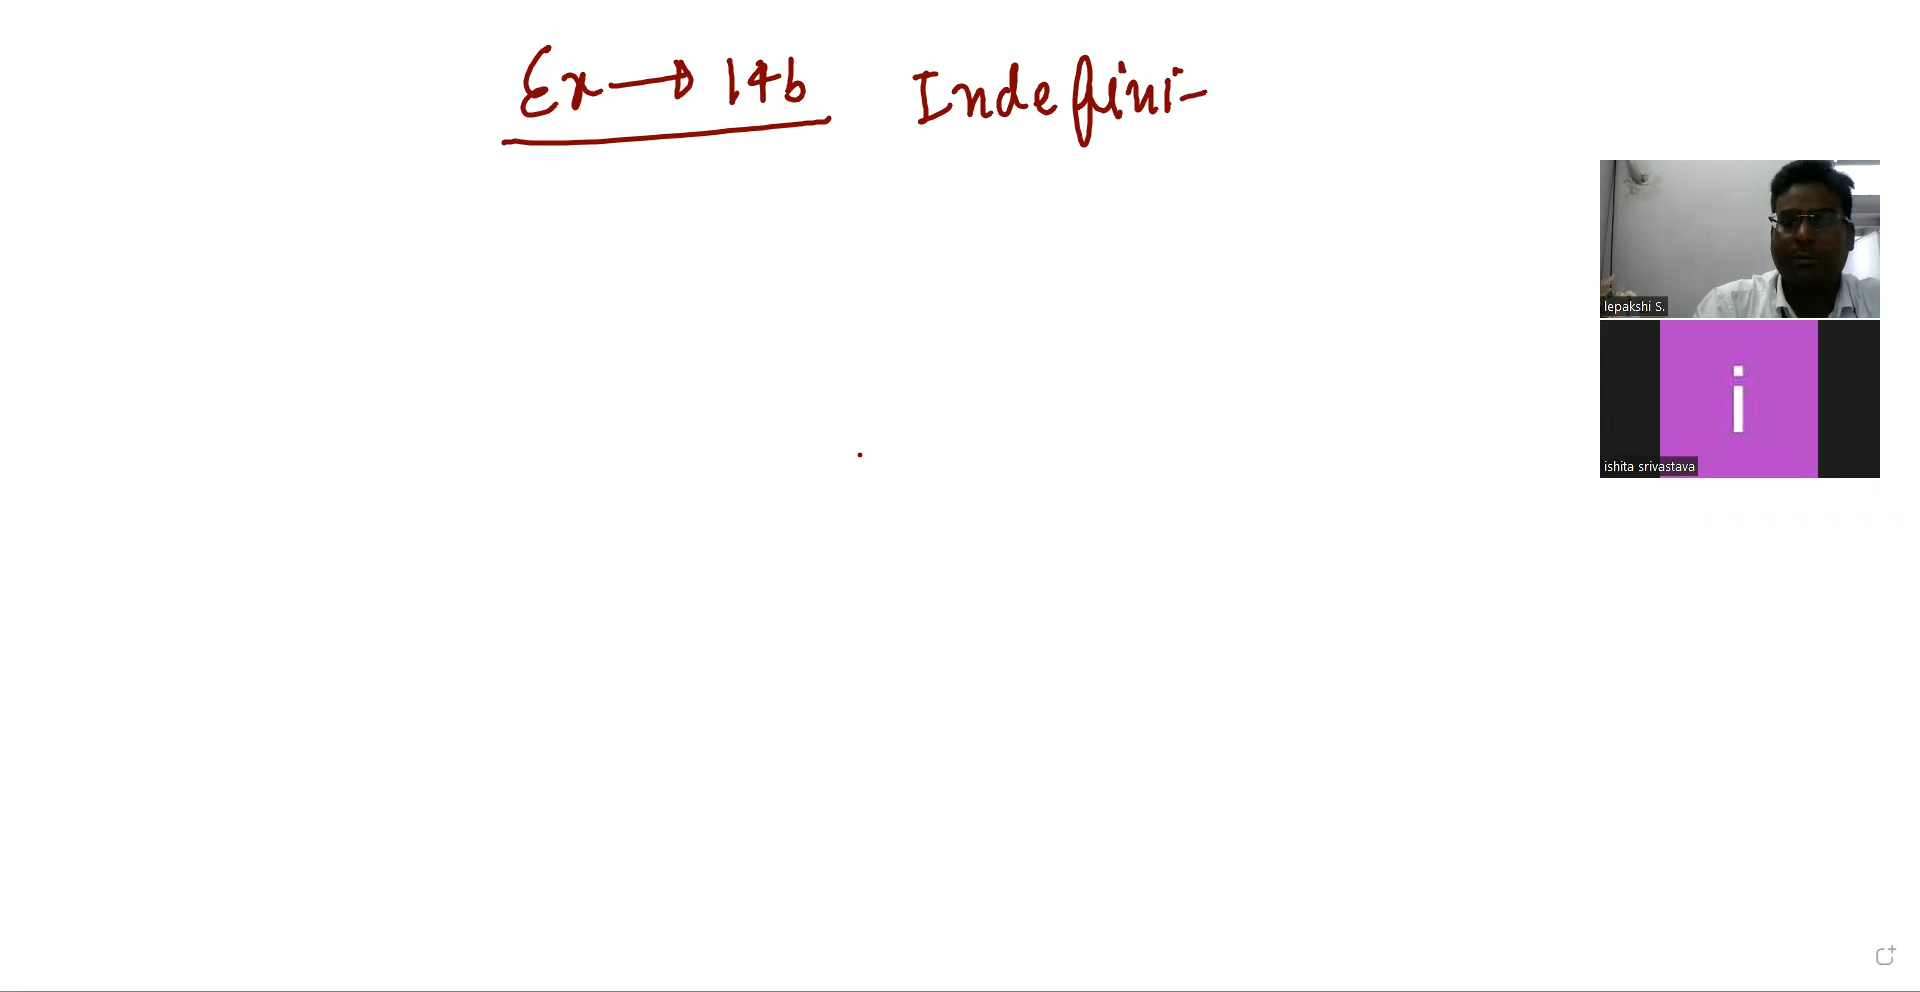 Ex → 14b Indefini-
lepakshi S.
i
ishita srivastava